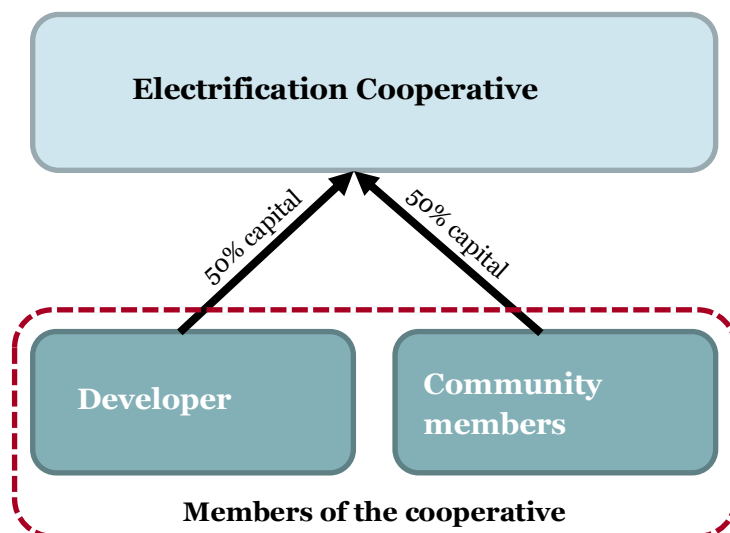 Electrification Cooperative
50% capital
50% capital
Developer
Community
members
Members of the cooperative